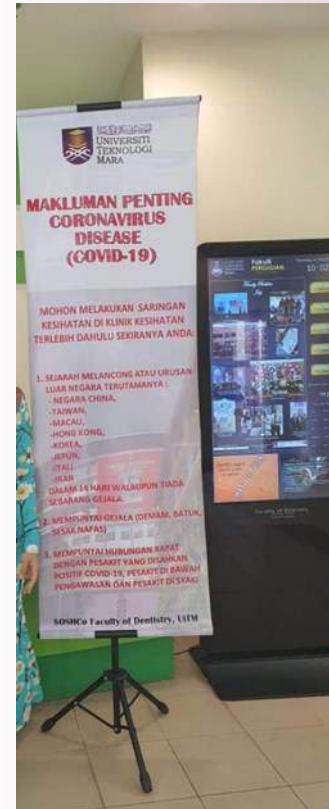 UNIVERSITI
TEKNOLOGI
MARA
MAKLUMAN PENTING
CORONAVIRUS
DISEASE
(COVID-19)
MOHON MELAKUKAN SARINGAN
KESIHATAN DI KLINIK KESIHATAN
TERLEBIH DAHULU SEKIRANYA ANDA:
1. SEJARAH MELANCONG ATAU URUSAN
LUAR NEGARA TERUTAMANYA :
- NEGARA CHINA,
-TAIWAN,
-MACAU,
-HONG KONG,
-KOREA,
-JEPUN,
-ITALI
-IRAN
DALAM 14 HARI WALAUPUN TIADA
SEBARANG GEJALA.
2. MEMPUNYAI GEJALA (DEMAM, BATUK,
SESAK NAFAS)
3. MEMPUNYAI HUBUNGAN RAPAT
DENGAN PESAKIT YANG DISAHKAN
POSITIF COVID-19, PESAKIT DI BAWAH
PENGAWASAN DAN PESAKIT DI SYAKI
SOSHCo Faculty of Dentistry, UiTM
Fakulti
PERGIGIAN
10:02